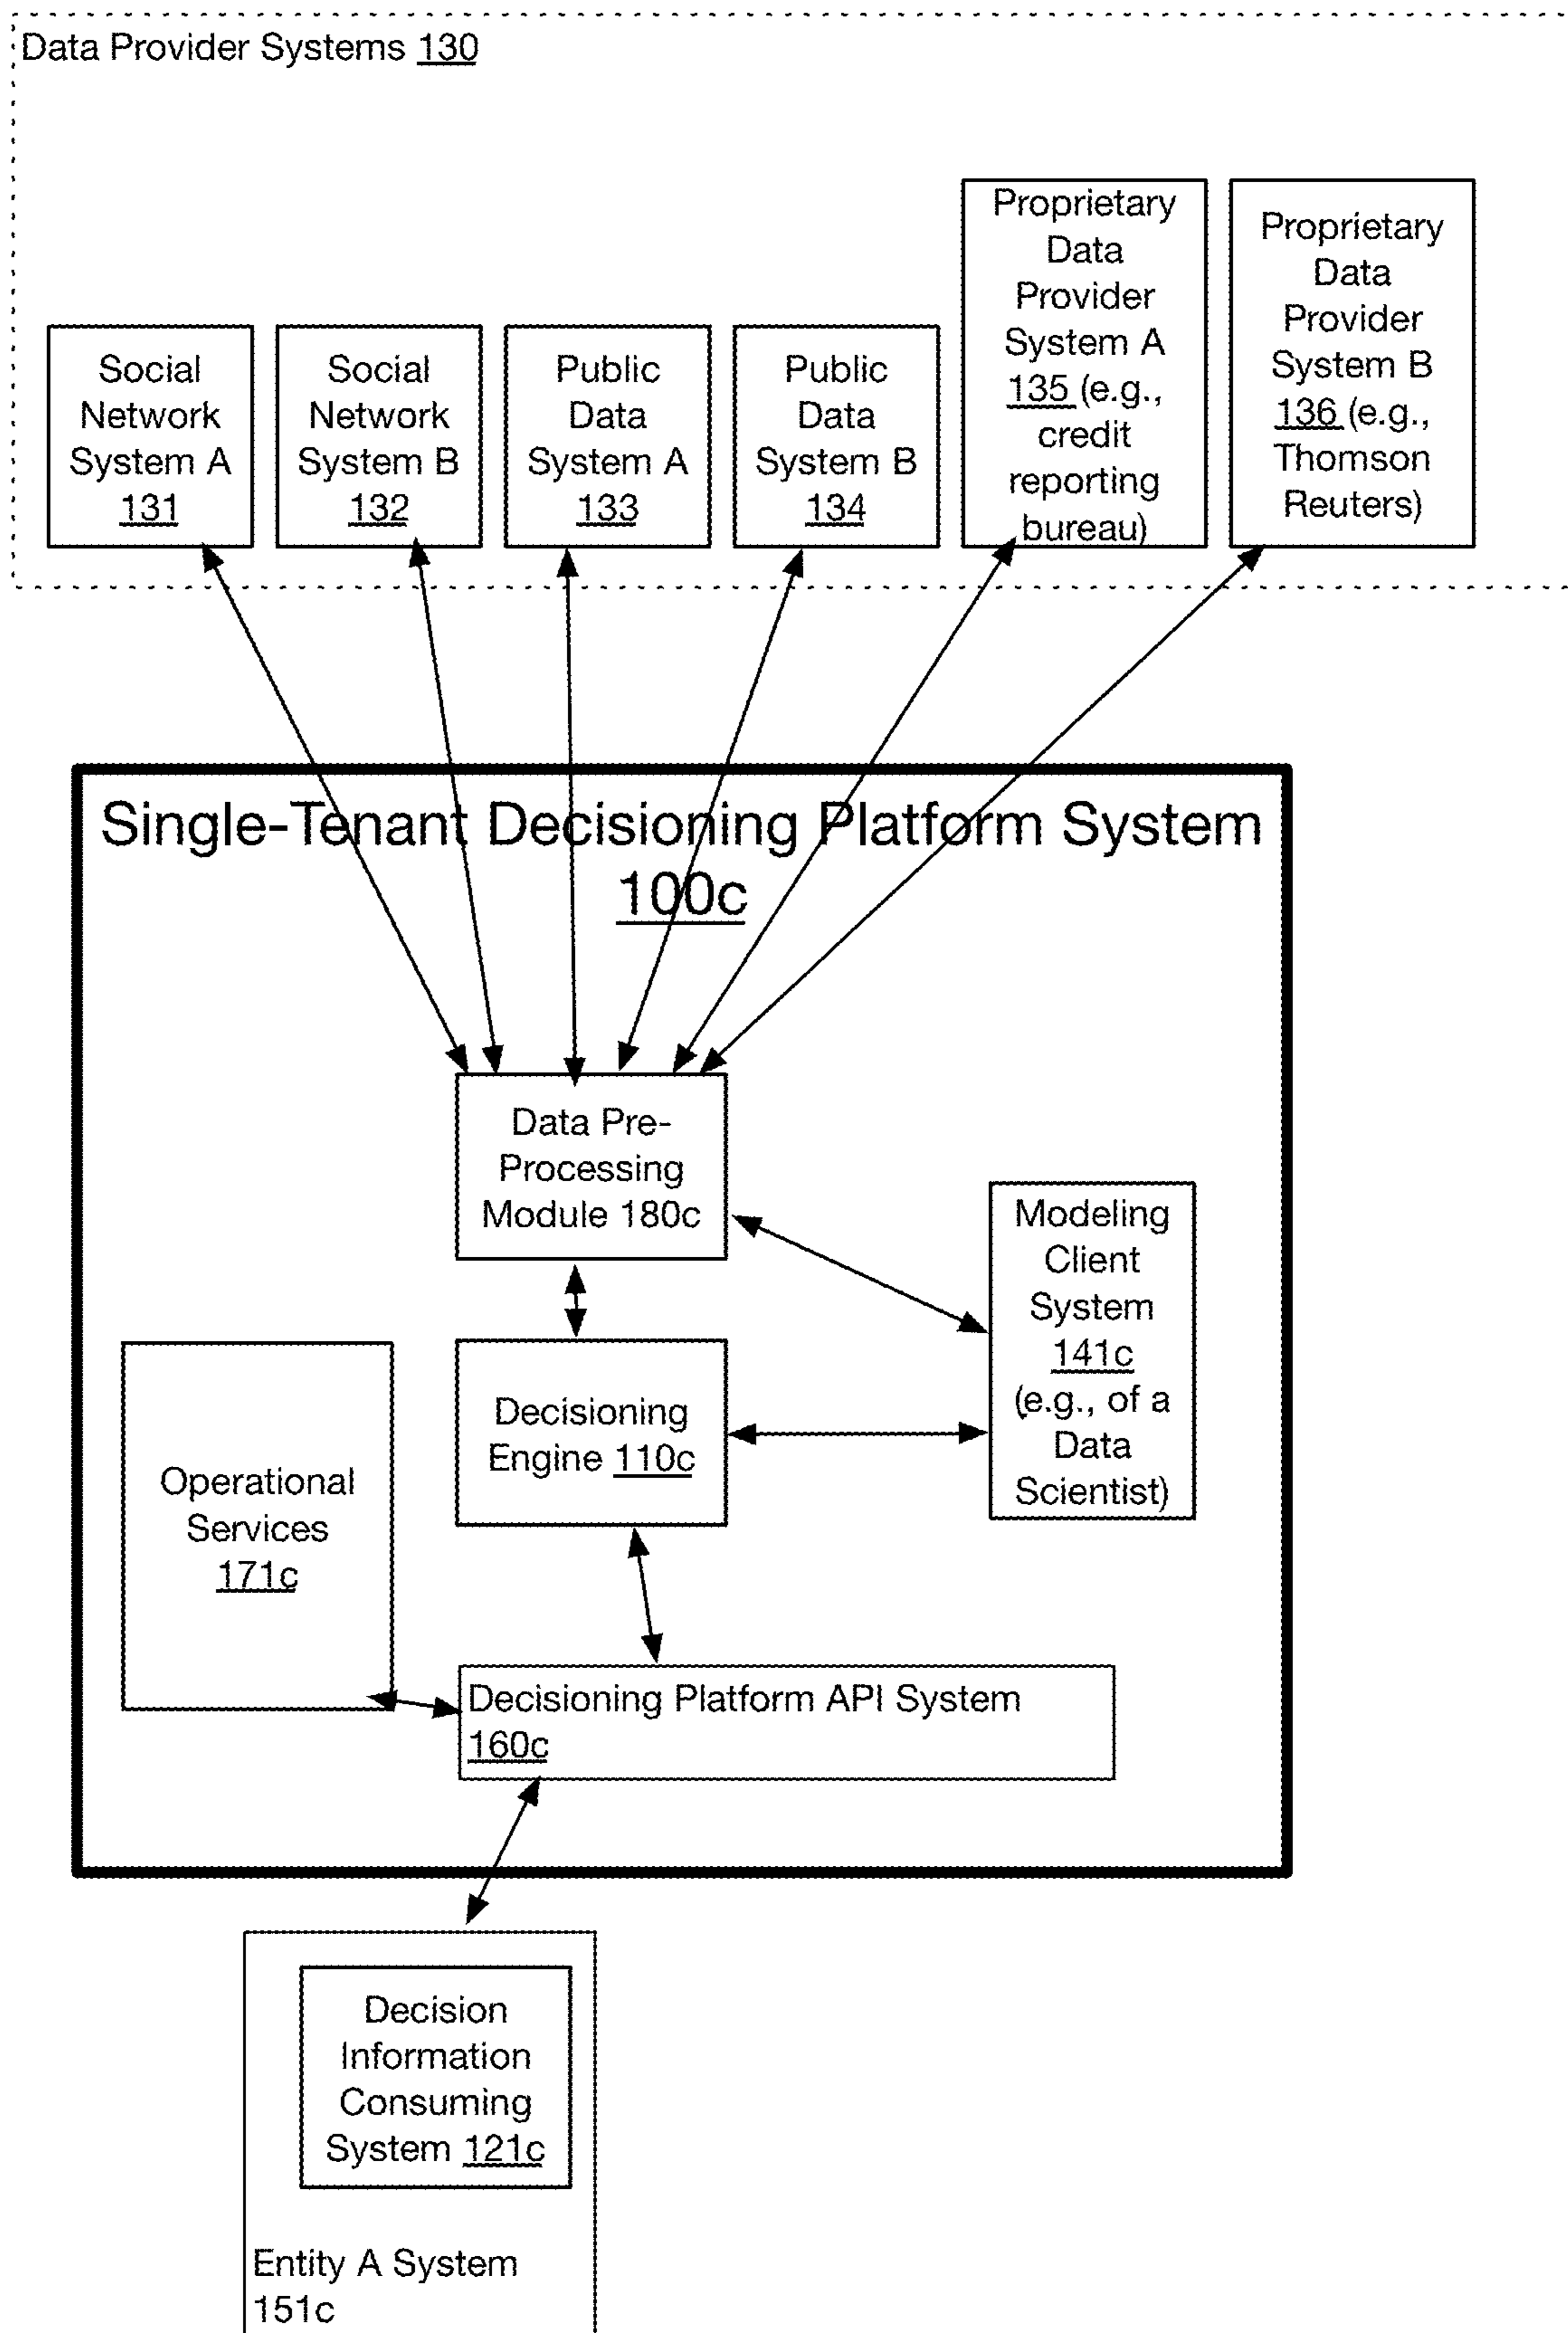 Data Provider Systems 130
Social
Network
System A
131
Social
Network
System B
132
Public
Data
System A
133
Public
Data
System B
134
Proprietary
Data
Provider
System A
135 (e.g.,
credit
reporting
bureau)
Proprietary
Data
Provider
System B
136 (e.g.,
Thomson
Reuters)
Single-Tenant Decisioning Platform System
100c
Data Pre-
Processing
Module 180c
Modeling
Client
System
141c
(e.g., of a
Data
Scientist)
Decisioning
Engine 110c
Operational
Services
171c
Decisioning Platform API System
160c
Decision
Information
Consuming
System 121c
Entity A System
151c